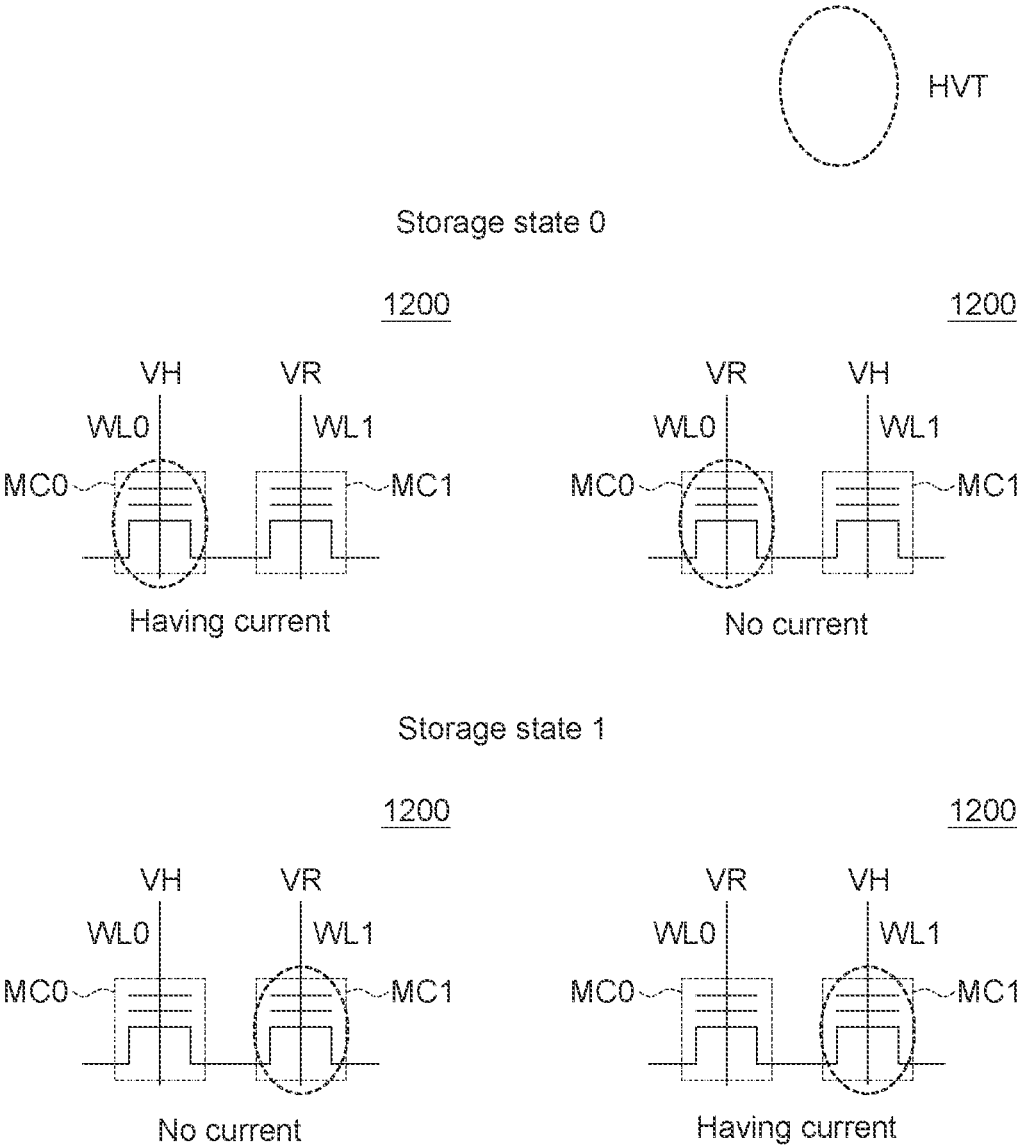 HVT
Storage state 0
1200 1200
VH VR VR VH
WL0 WL1 WL0 WL1
MC0 MC1 MC0 MC1
Having current No current
Storage state 1
1200 1200
VH VR VR VH
WL0 WL1 WL0 WL1
MC0 MC1 MC0 MC1
No current Having current